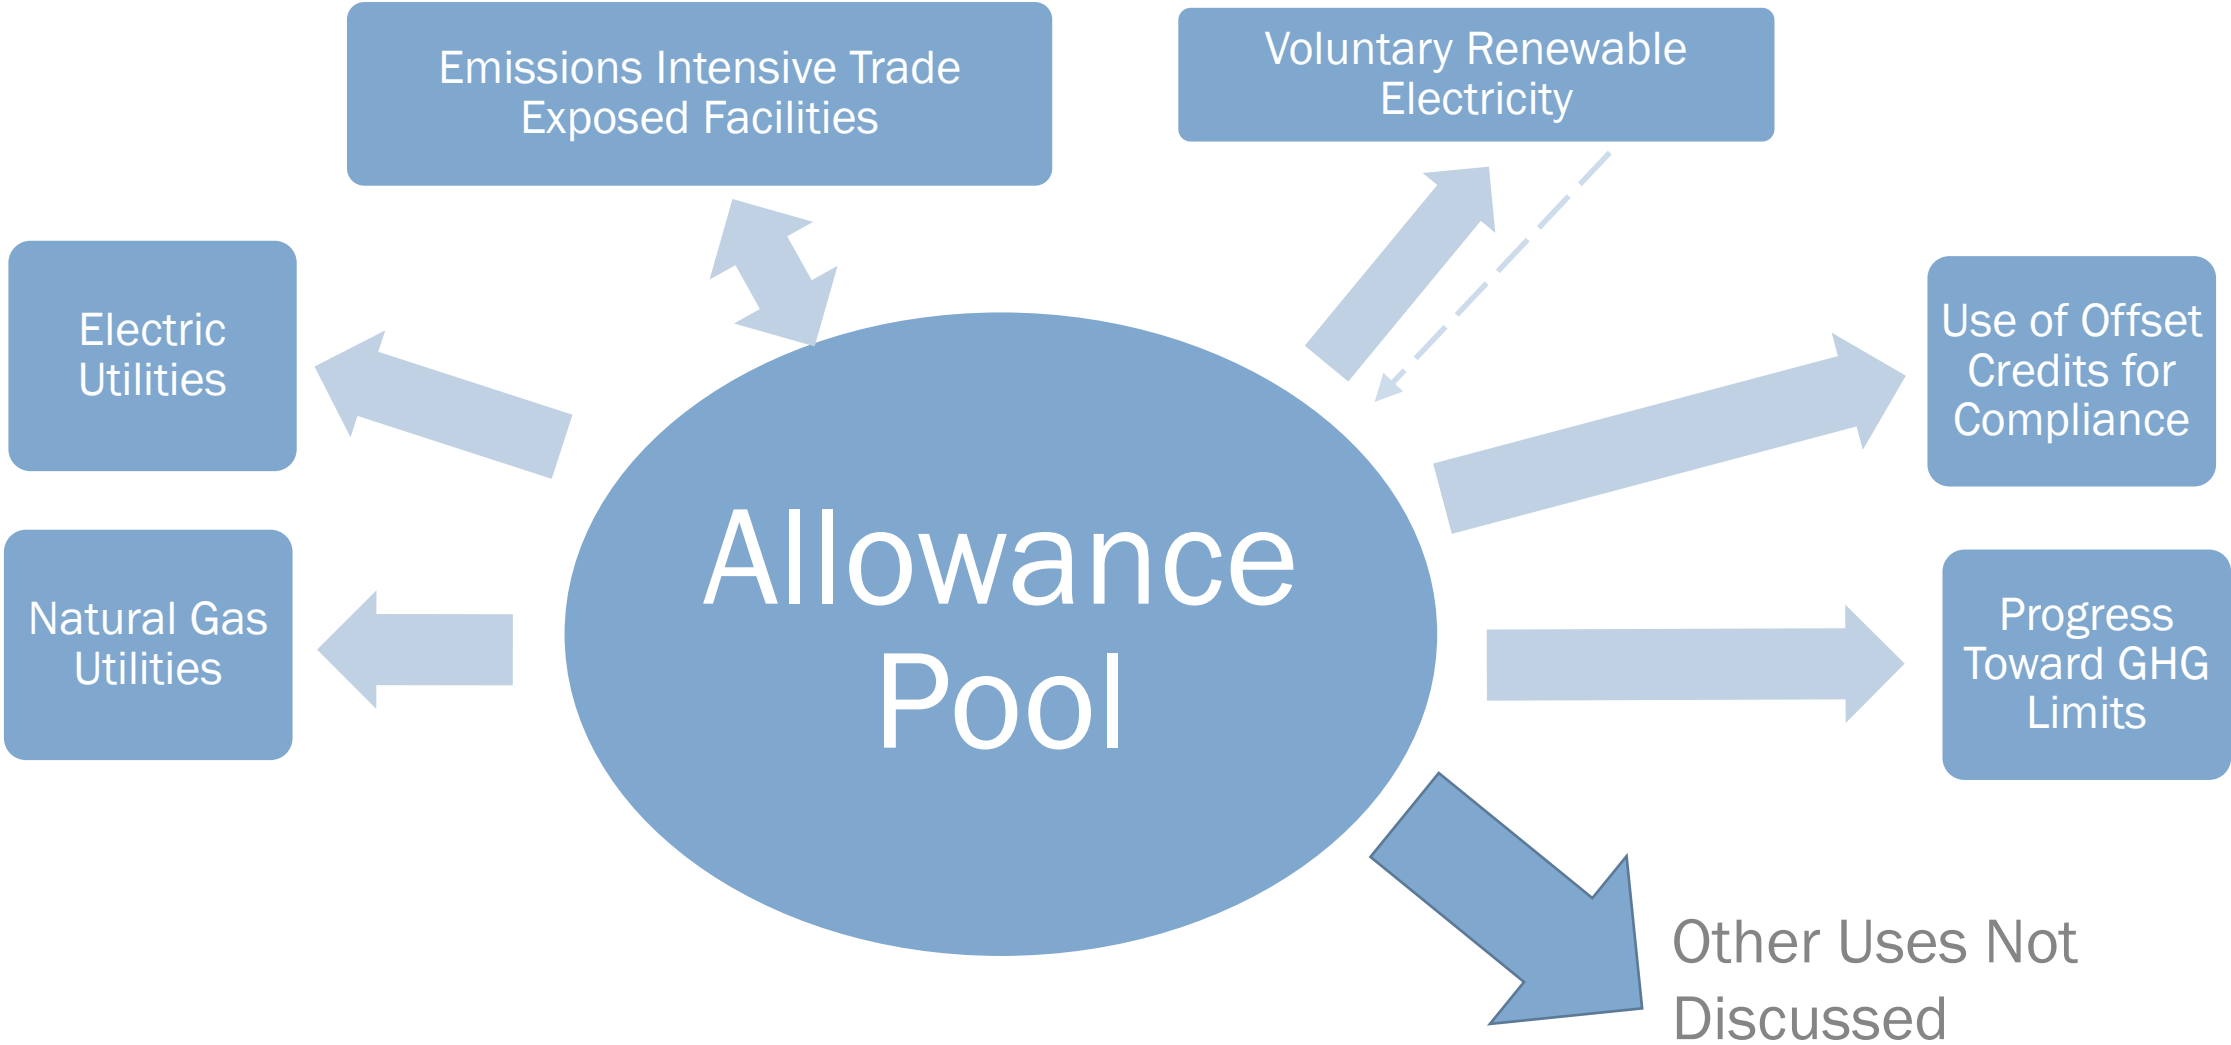 Emissions Intensive Trade
Exposed Facilities
Voluntary Renewable
Electricity
Electric
Utilities
Use of Offset
Credits for
Compliance
Natural Gas
Utilities
Allowance
Pool
Progress
Toward GHG
Limits
Other Uses Not
Discussed